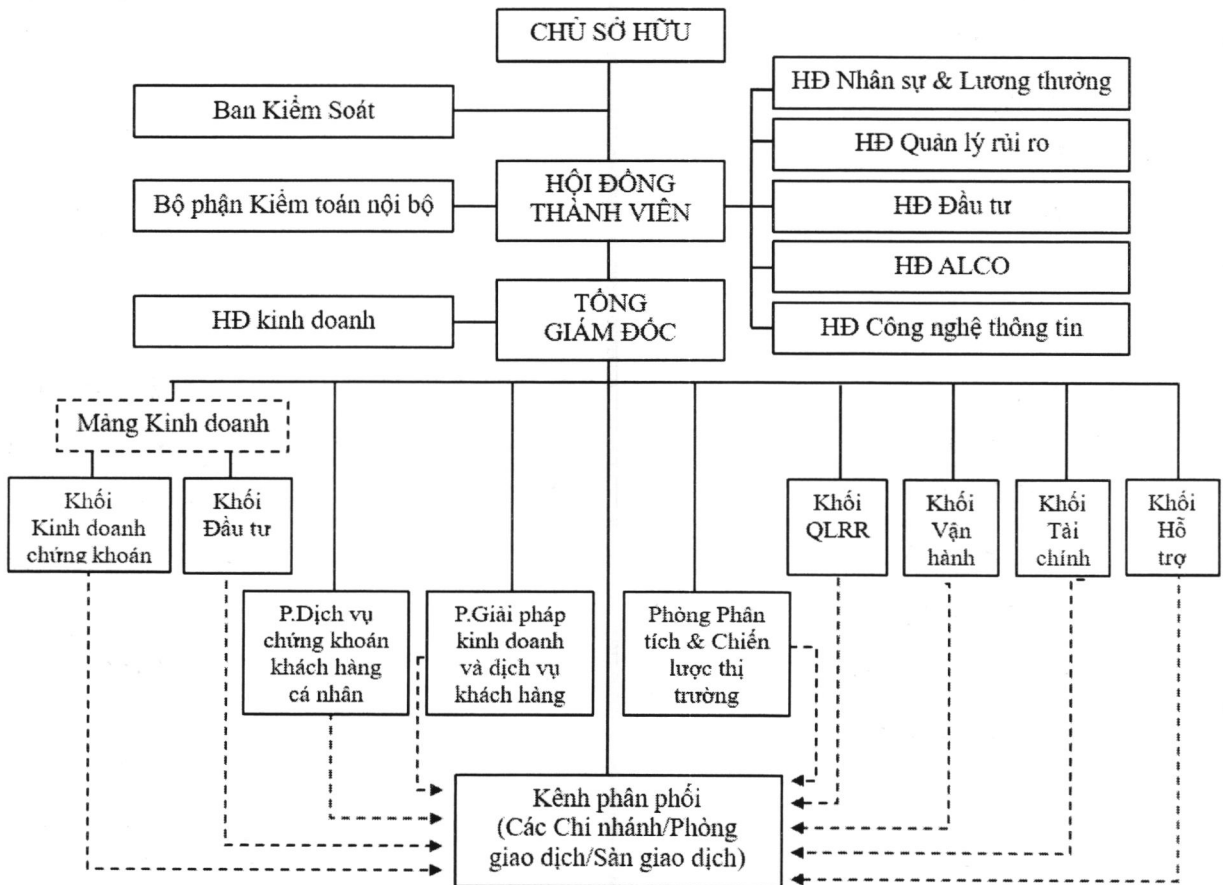 CHỦ SỞ HỮU
Ban Kiểm Soát
HĐ Nhân sự & Lương thưởng
HĐ Quản lý rủi ro
Bộ phận Kiểm toán nội bộ
HỘI ĐỒNG
THÀNH VIÊN
HĐ Đầu tư
HĐ ALCO
HĐ kinh doanh
TỔNG
GIÁM ĐỐC
HĐ Công nghệ thông tin
Mảng Kinh doanh
Khối
Kinh doanh
chứng khoán
Khối
Đầu tư
Khối
QLRR
Khối
Vận
hành
Khối
Tài
chính
Khối
Hỗ
trợ
P.Dịch vụ
chứng khoán
khách hàng
cá nhân
P.Giải pháp
kinh doanh
và dịch vụ
khách hàng
Phòng Phân
tích & Chiến
lược thị
trường
Kênh phân phối
(Các Chi nhánh/Phòng
giao dịch/Sàn giao dịch)